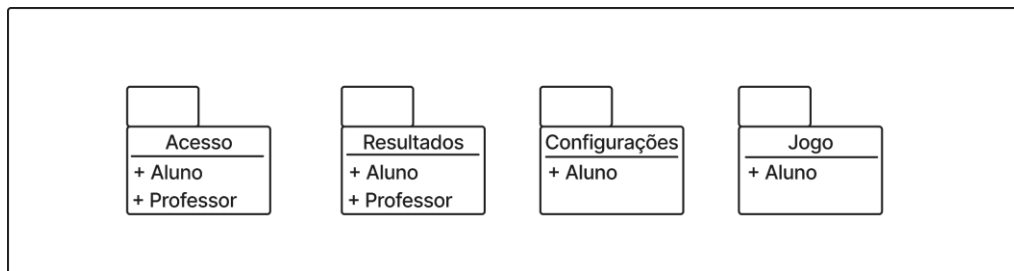 Acesso
+ Aluno
+ Professor
Resultados
+ Aluno
+ Professor
Configurações
+ Aluno
Jogo
+ Aluno